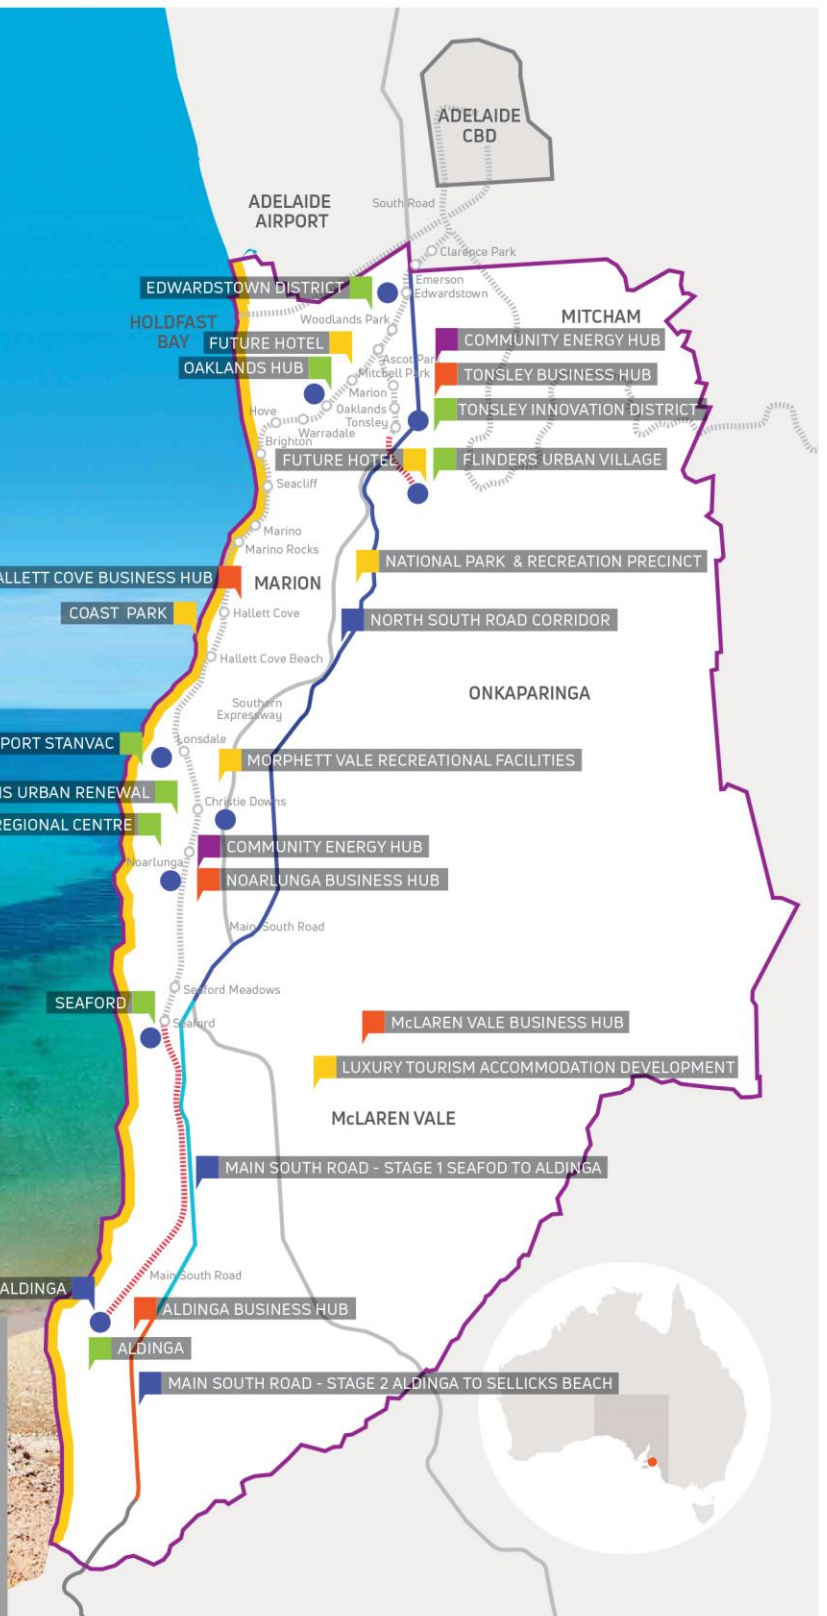 ADELAIDE
CBD
ADELAIDE
AIRPORT
South Road
Clarence Park
Emerson
EDWARDSTOWN DISTRICT
Edwardstown
HOLDFAST
BAY
Woodlands Park
MITCHAM
FUTURE HOTEL
COMMUNITY ENERGY HUB
OAKLANDS HUB
Ascot Park
Mitchell Park
TONSLEY BUSINESS HUB
Marion
Hove
Oaklands
TONSLEY INNOVATION DISTRICT
Tonsley
Warradale
Brighton
FUTURE HOTEL
FLINDERS URBAN VILLAGE
Seacliff
Marino
Marino Rocks
NATIONAL PARK & RECREATION PRECINCT
ALLETT COVE BUSINESS HUB
MARION
COAST PARK
Hallett Cove
NORTH SOUTH ROAD CORRIDOR
Hallett Cove Beach
ONKAPARINGA
Southern
Expressway
PORT STANVAC
Lonsdale
MORPHETT VALE RECREATIONAL FACILITIES
URBAN RENEWAL
Christie Downs
REGIONAL CENTRE
COMMUNITY ENERGY HUB
Noarlunga
NOARLUNGA BUSINESS HUB
Main South Road
Seaford Meadows
SEAFORD
Seaford
McLAREN VALE BUSINESS HUB
LUXURY TOURISM ACCOMMODATION DEVELOPMENT
McLAREN VALE
MAIN SOUTH ROAD - STAGE 1 SEAFOD TO ALDINGA
Main South Road
ALDINGA
ALDINGA BUSINESS HUB
ALDINGA
MAIN SOUTH ROAD - STAGE 2 ALDINGA TO SELLICKS BEACH